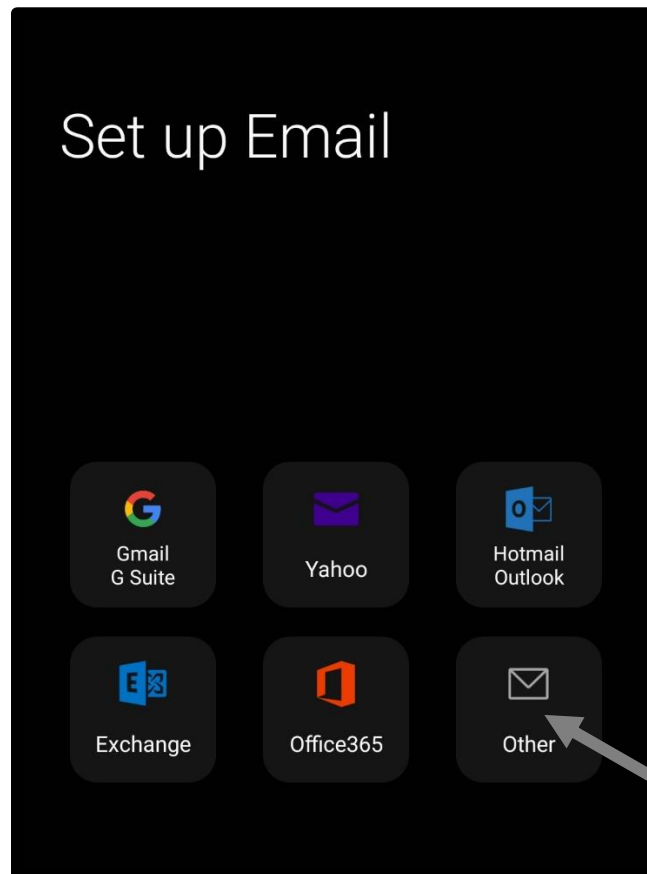 Set up Email
Gmail
G Suite
Yahoo
Hotmail
Outlook
Exchange
Office365
Other